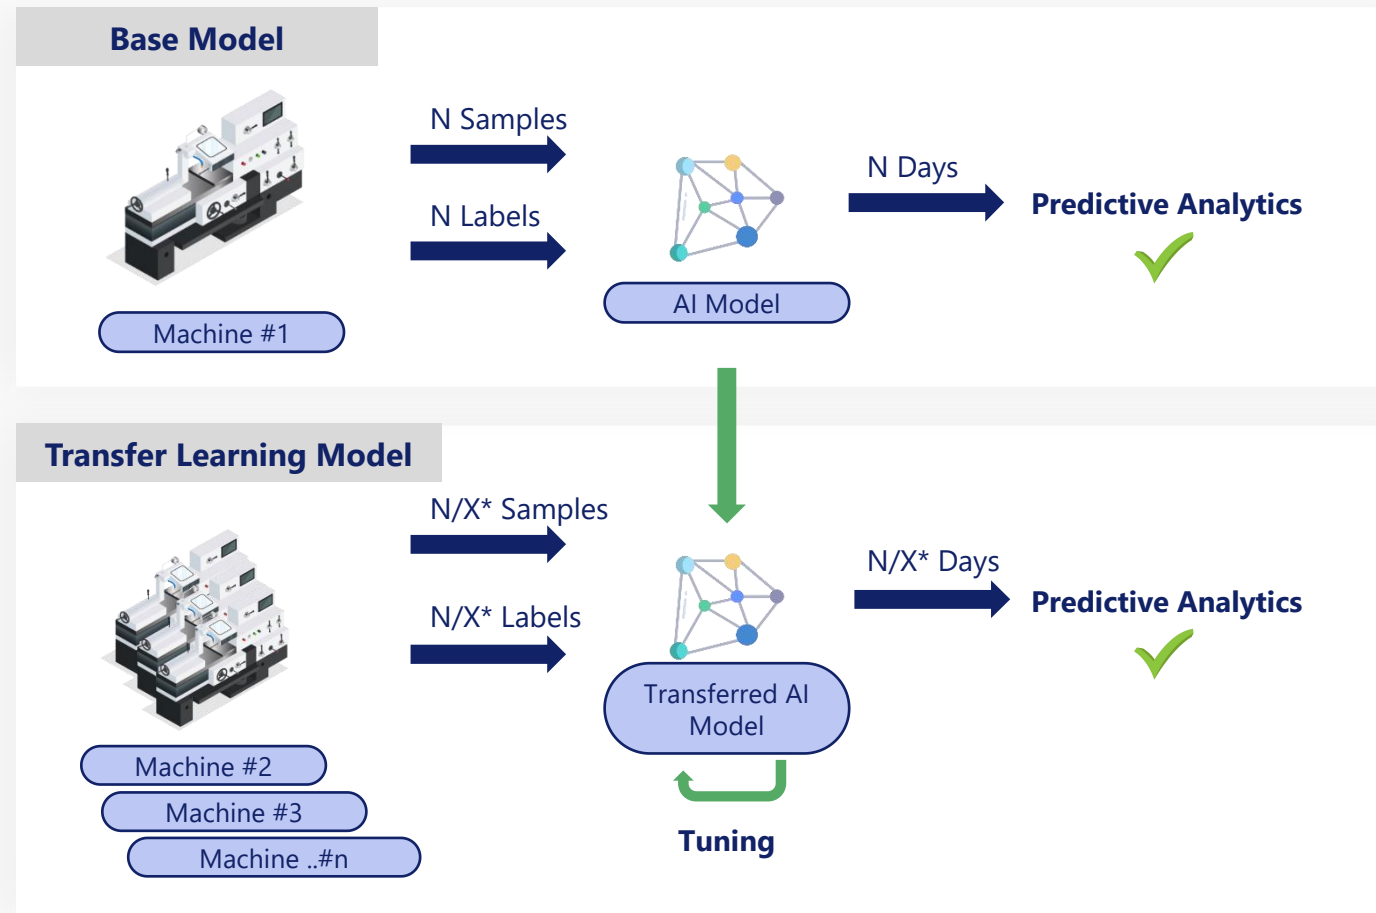 Base Model
N Samples
N Labels
N Days
Predictive Analytics
AI Model
Machine #1
Transfer Learning Model
N/X* Samples
N/X* Labels
N/X* Days
Predictive Analytics
Transferred AI
Model
Machine #2
Machine #3
Machine ..#n
Tuning